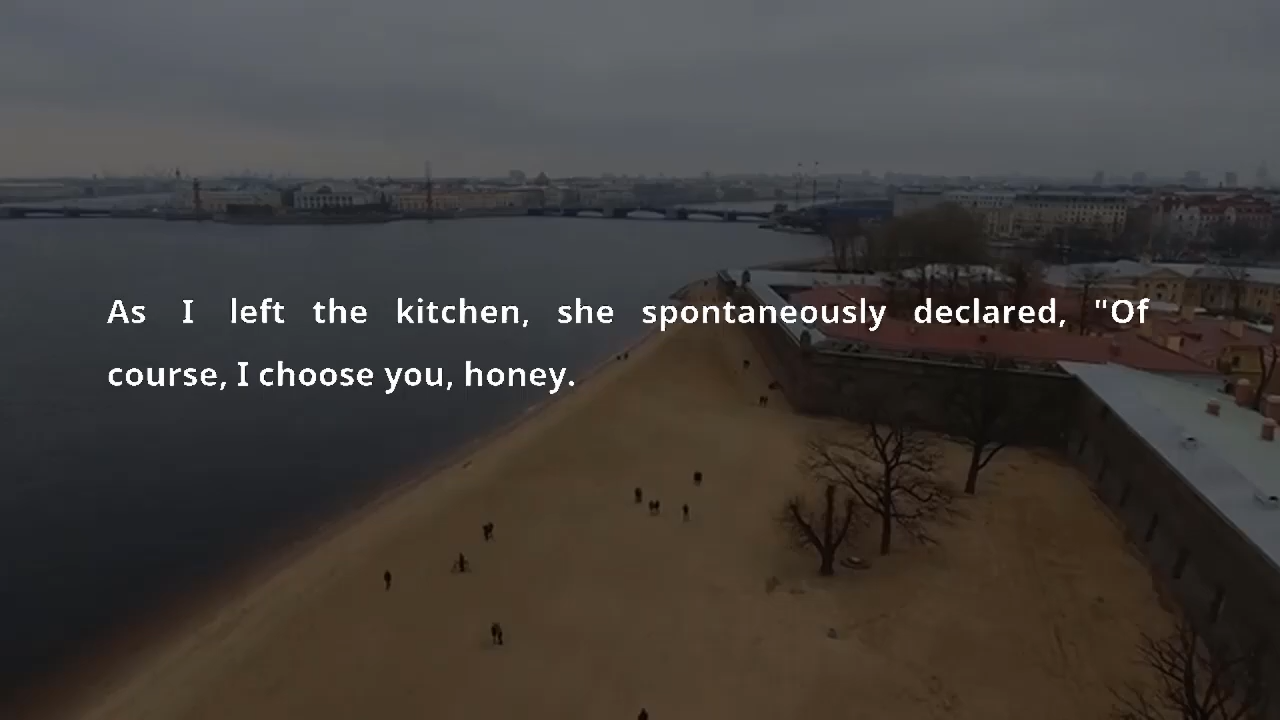 As I left the kitchen, she spontaneously declared, "Of
course, I choose you, honey.